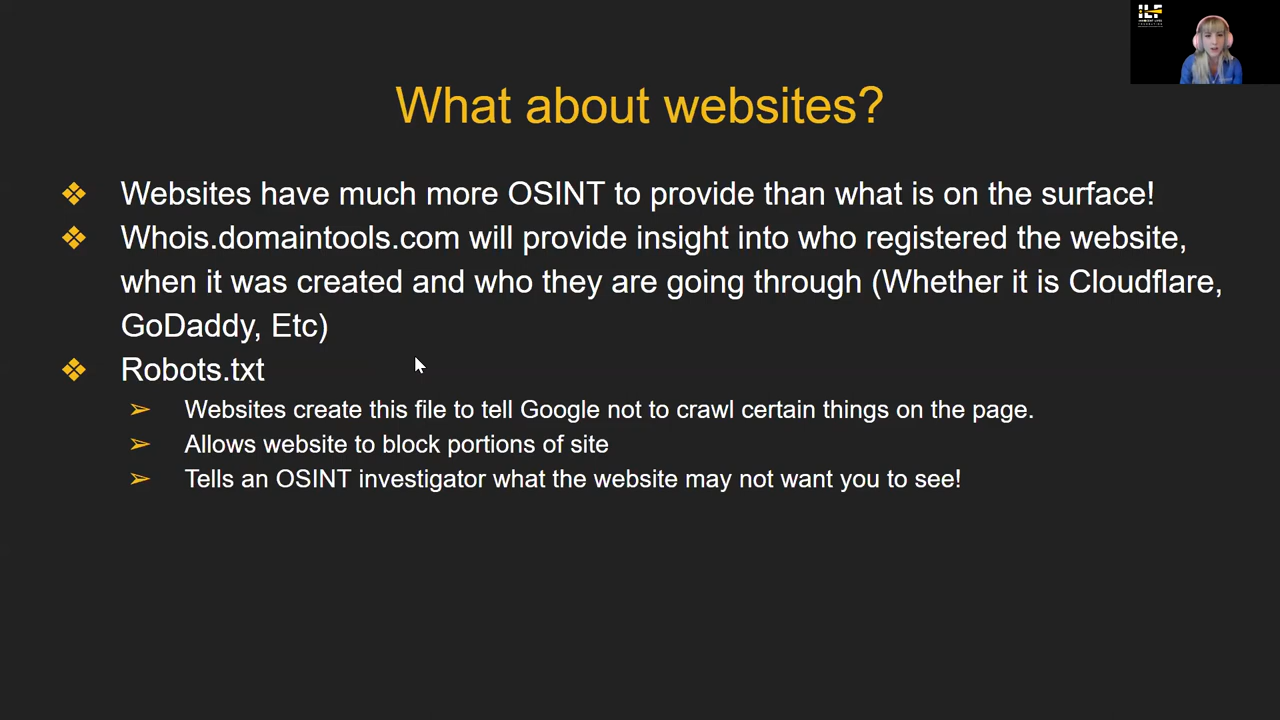 ILF
What about websites?
❖ Websites have much more OSINT to provide than what is on the surface!
❖ Whois.domaintools.com will provide insight into who registered the website,
when it was created and who they are going through (Whether it is Cloudflare,
GoDaddy, Etc)
❖ Robots.txt
➢ Websites create this file to tell Google not to crawl certain things on the page.
➢ Allows website to block portions of site
➢ Tells an OSINT investigator what the website may not want you to see!